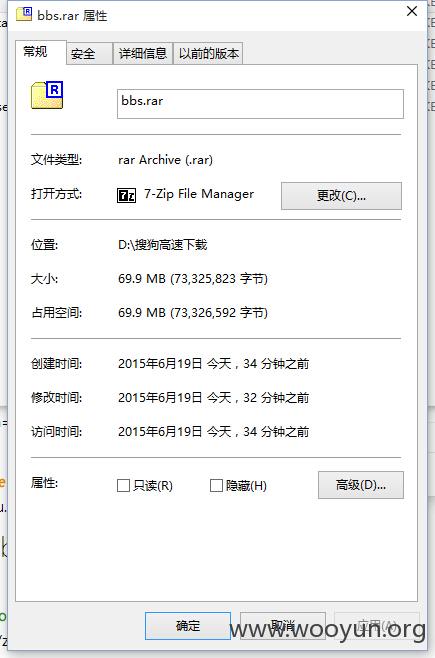 bbs.rar 属性
常规 安全 详细信息 以前的版本
R
bbs.rar
文件类型: rar Archive (.rar)
打开方式: 7z 7-Zip File Manager 更改(C)...
位置: D:\搜狗高速下载
大小: 69.9 MB (73,325,823 字节)
占用空间: 69.9 MB (73,326,592 字节)
创建时间: 2015年6月19日 今天，34 分钟之前
修改时间: 2015年6月19日 今天，32 分钟之前
访问时间: 2015年6月19日 今天，34 分钟之前
属性: 只读(R) 隐藏(H) 高级(D)...
确定 取消 应用(A)
www.wooyun.org